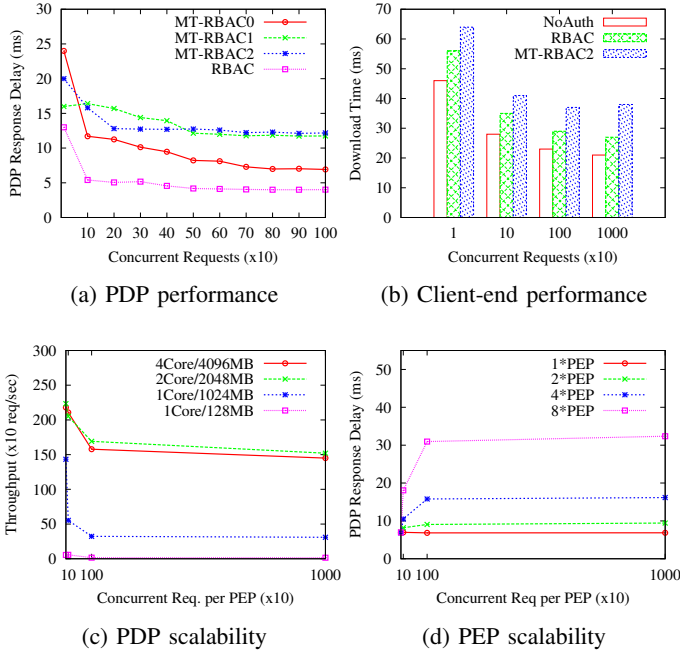 30
25
20
15
10
5
0
PDP Response Delay (ms)
MT-RBAC0
MT-RBAC1
MT-RBAC2
RBAC
10 20 30 40 50 60 70 80 90 100
Concurrent Requests (x10)
(a) PDP performance
70
60
50
40
30
20
10
0
Download Time (ms)
NoAuth
RBAC
MT-RBAC2
1 10 100 1000
Concurrent Requests (x10)
(b) Client-end performance
300
250
200
150
100
50
0
Throughput (x10 req/sec)
4Core/4096MB
2Core/2048MB
1Core/1024MB
1Core/128MB
10 100 1000
Concurrent Req. per PEP (x10)
(c) PDP scalability
50
40
30
20
10
0
PDP Response Delay (ms)
1*PEP
2*PEP
4*PEP
8*PEP
10 100 1000
Concurrent Req per PEP (x10)
(d) PEP scalability